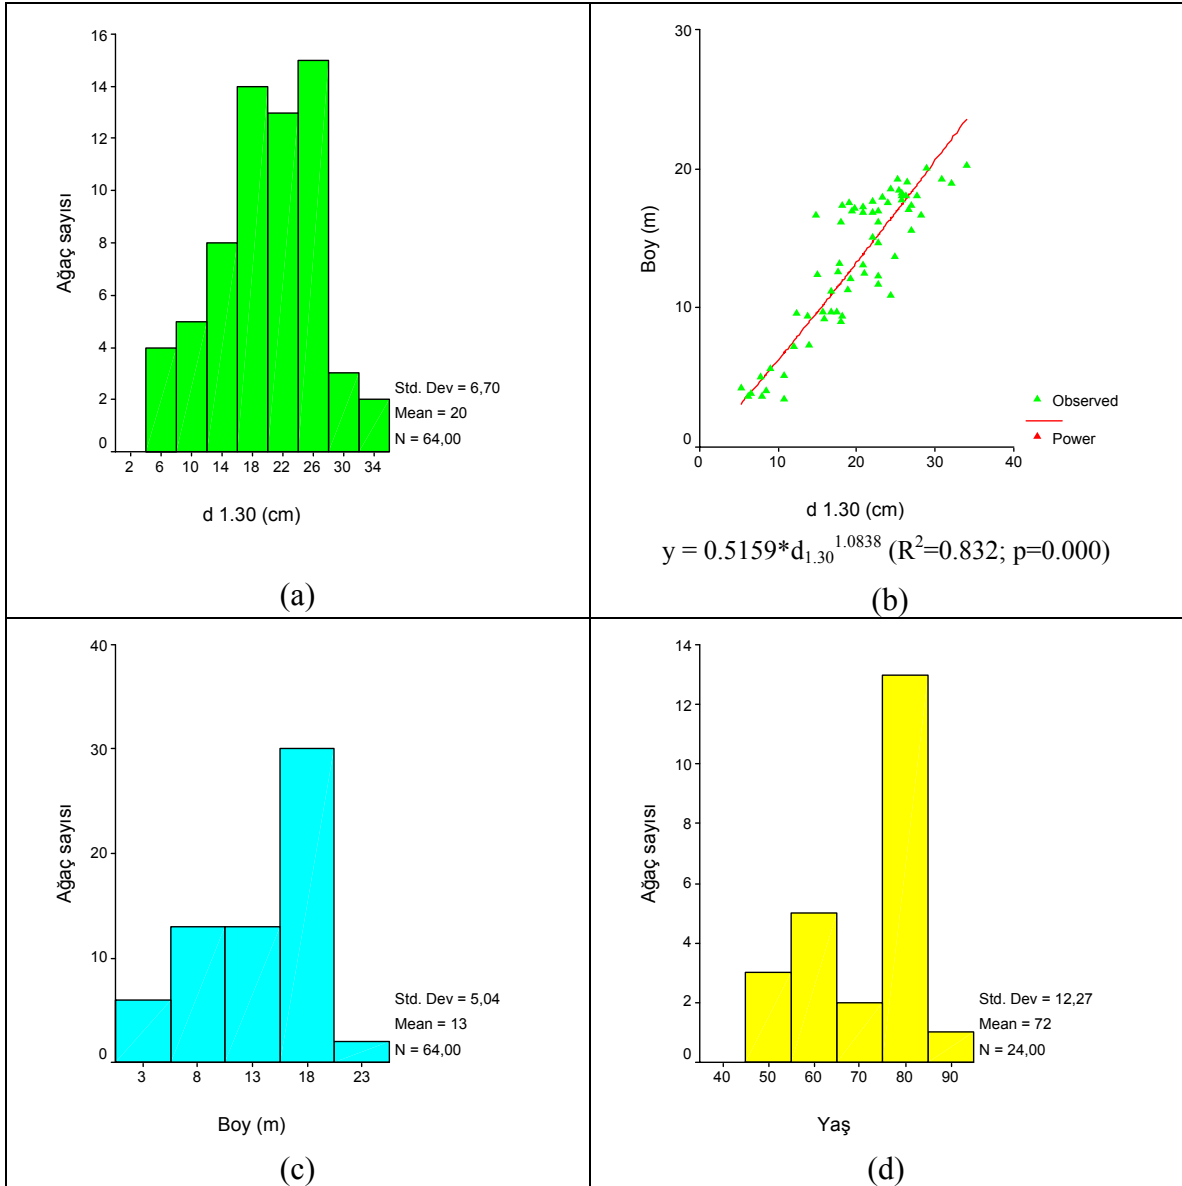 16
14
12
10
8
6
4
2
0
Ağaç sayısı
2 6 10 14 18 22 26 30 34
d 1.30 (cm)
Std. Dev = 6,70
Mean = 20
N = 64,00
(a)
30
20
10
0
Boy (m)
0 10 20 30 40
d 1.30 (cm)
Observed
Power
y = 0.5159*d₁.₃₀¹·⁰⁸³⁸ (R²=0.832; p=0.000)
(b)
40
30
20
10
0
Ağaç sayısı
3 8 13 18 23
Boy (m)
Std. Dev = 5,04
Mean = 13
N = 64,00
(c)
14
12
10
8
6
4
2
0
Ağaç sayısı
40 50 60 70 80 90
Yaş
Std. Dev = 12,27
Mean = 72
N = 24,00
(d)